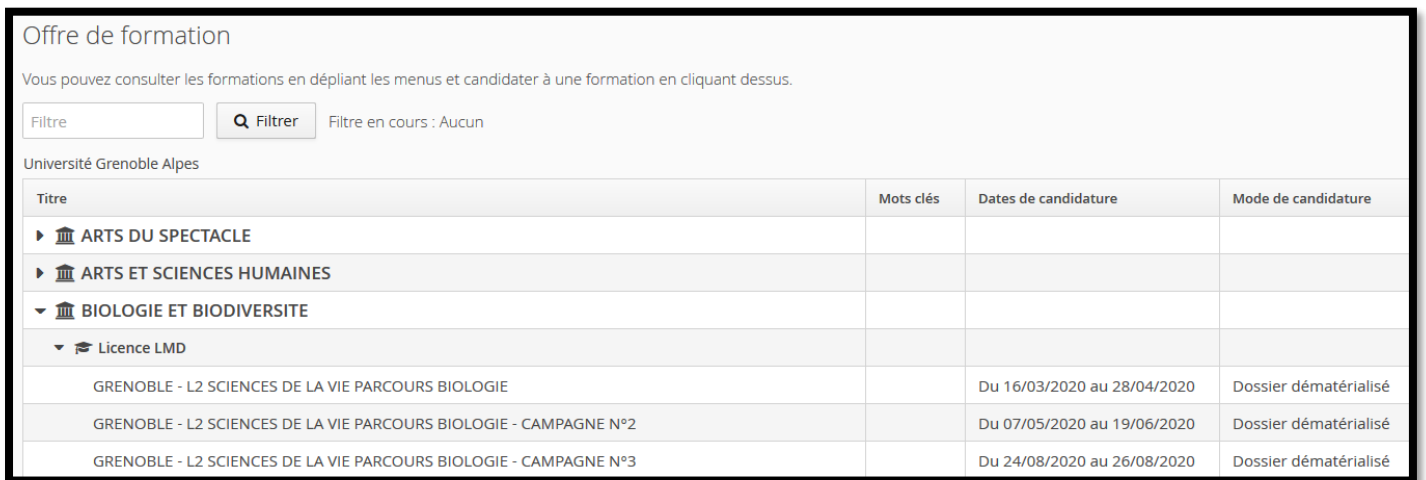 Offre de formation
Vous pouvez consulter les formations en dépliant les menus et candidater à une formation en cliquant dessus.
Filtre Filtrer Filtre en cours : Aucun
Université Grenoble Alpes
Titre Mots clés Dates de candidature Mode de candidature
ARTS DU SPECTACLE
ARTS ET SCIENCES HUMAINES
BIOLOGIE ET BIODIVERSITE
Licence LMD
GRENOBLE - L2 SCIENCES DE LA VIE PARCOURS BIOLOGIE Du 16/03/2020 au 28/04/2020 Dossier dématérialisé
GRENOBLE - L2 SCIENCES DE LA VIE PARCOURS BIOLOGIE - CAMPAGNE N°2 Du 07/05/2020 au 19/06/2020 Dossier dématérialisé
GRENOBLE - L2 SCIENCES DE LA VIE PARCOURS BIOLOGIE - CAMPAGNE N°3 Du 24/08/2020 au 26/08/2020 Dossier dématérialisé